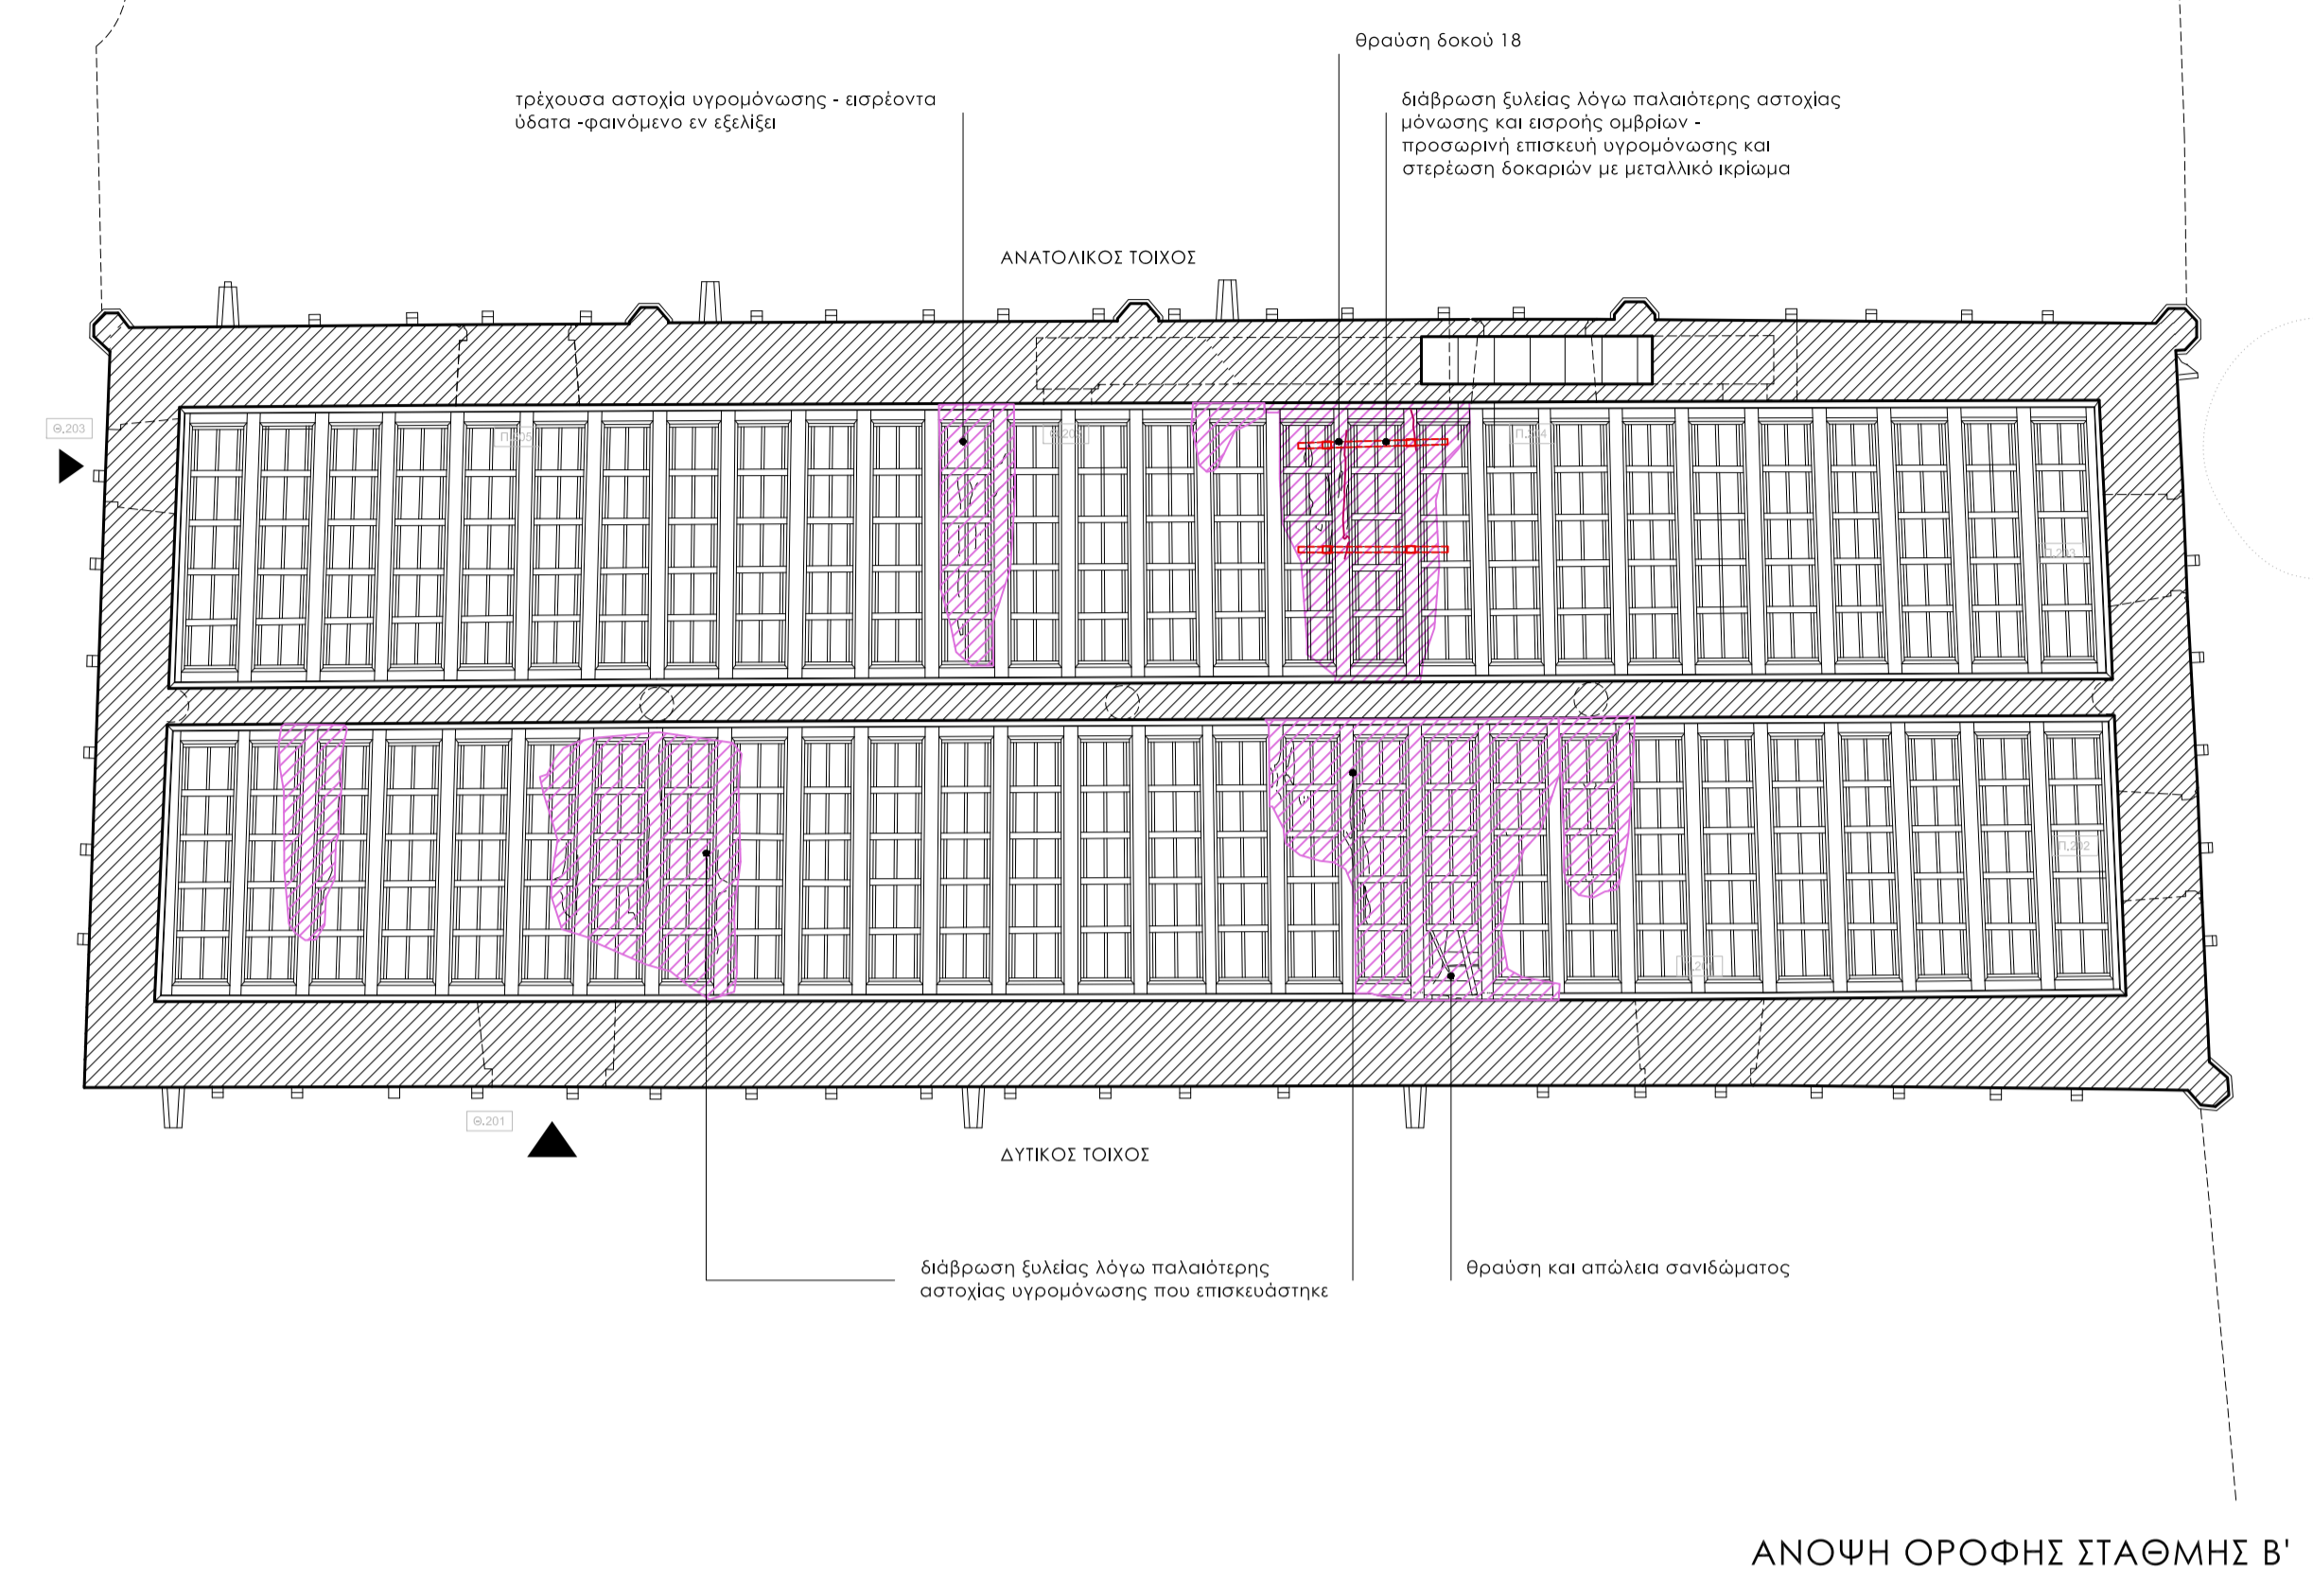 θραύση δοκού 18
τρέχουσα αστοχία υγρομόνωσης - εισρέοντα
ύδατα -φαινόμενο εν εξελίξει
διάβρωση ξυλείας λόγω παλαιότερης αστοχίας
μόνωσης και εισροής ομβρίων -
προσωρινή επισκευή υγρομόνωσης και
στερέωση δοκαριών με μεταλλικό ικρίωμα
ΑΝΑΤΟΛΙΚΟΣ ΤΟΙΧΟΣ
Θ.203
Π.203
Π.202
Θ.201
ΔΥΤΙΚΟΣ ΤΟΙΧΟΣ
διάβρωση ξυλείας λόγω παλαιότερης
αστοχίας υγρομόνωσης που επισκευάστηκε
θραύση και απώλεια σανιδώματος
ΑΝΟΨΗ ΟΡΟΦΗΣ ΣΤΑΘΜΗΣ Β'